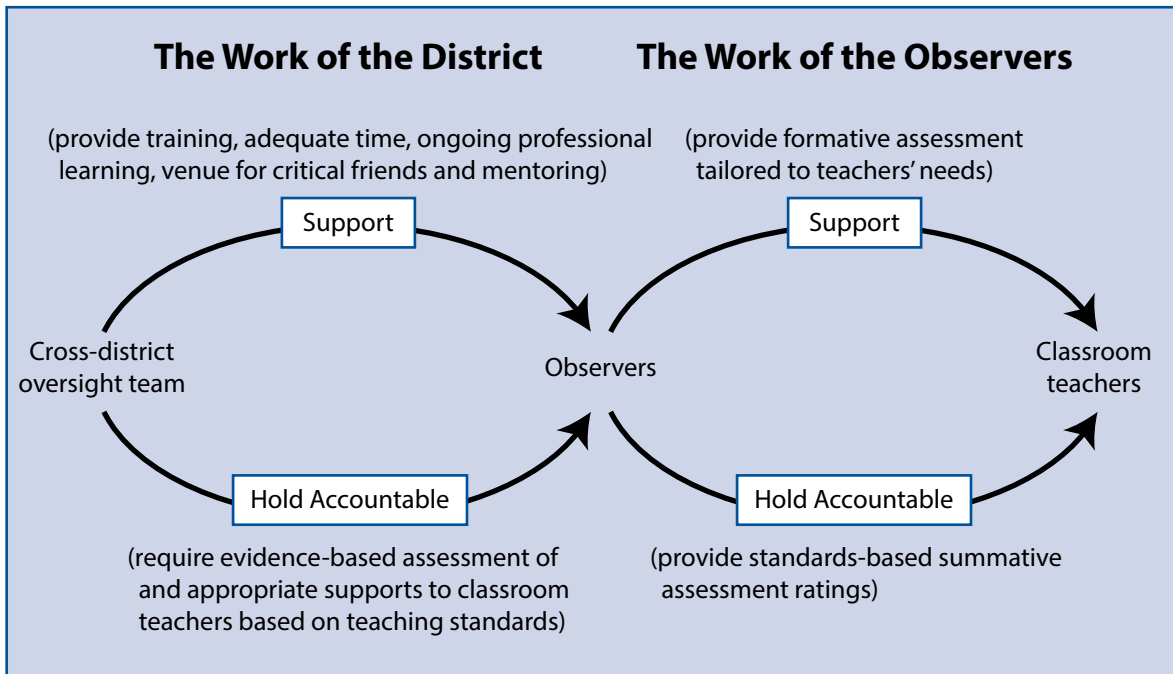 The Work of the District
The Work of the Observers
(provide training, adequate time, ongoing professional
learning, venue for critical friends and mentoring)
(provide formative assessment
tailored to teachers’ needs)
Support
Support
Cross-district
oversight team
Observers
Classroom
teachers
Hold Accountable
Hold Accountable
(require evidence-based assessment of
and appropriate supports to classroom
teachers based on teaching standards)
(provide standards-based summative
assessment ratings)